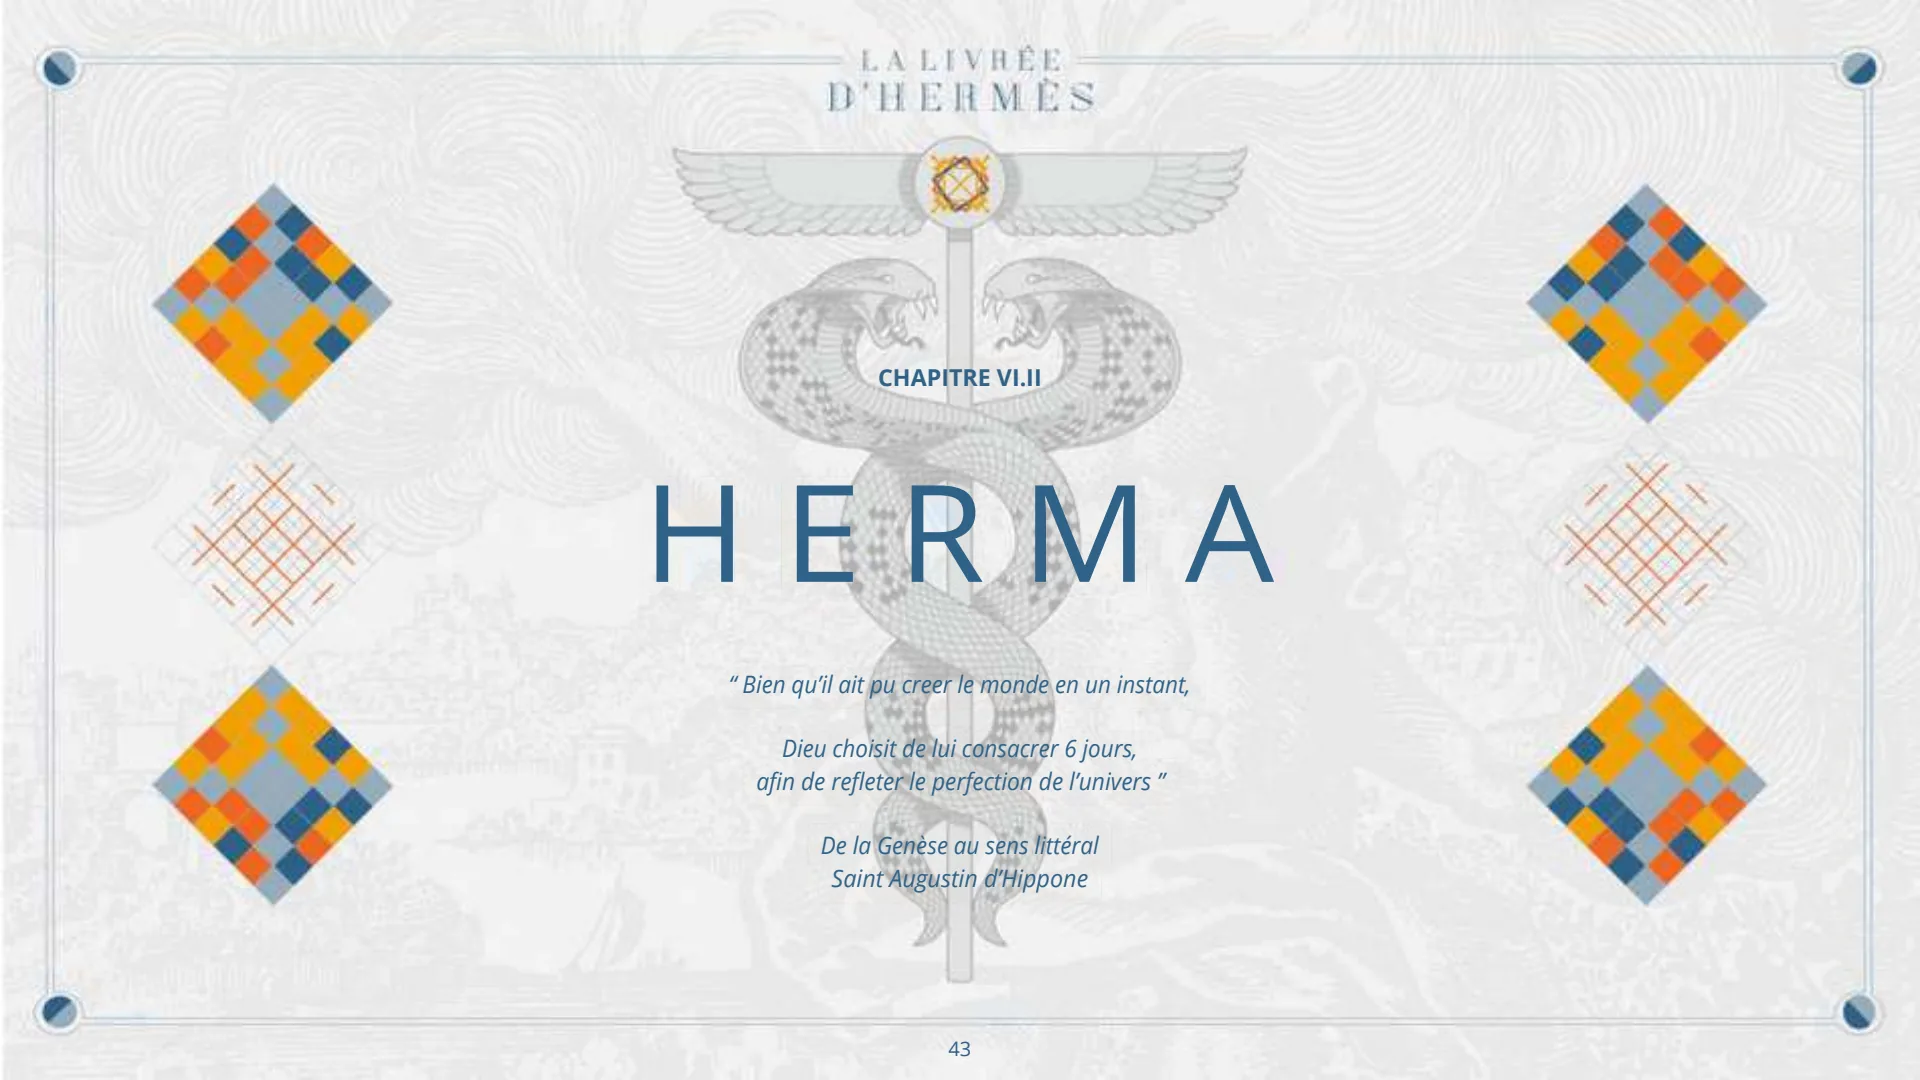 LA LIVRÉE
D'HERMÈS
CHAPITRE VI.II
HERMA
“ Bien qu’il ait pu creer le monde en un instant,
Dieu choisit de lui consacrer 6 jours,
afin de refleter le perfection de l’univers ”
De la Genèse au sens littéral
Saint Augustin d’Hippone
43